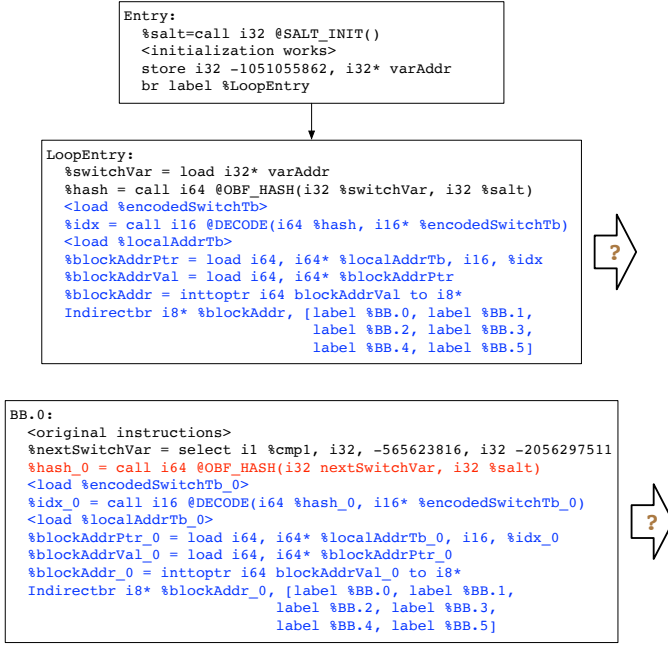 Entry:
%salt=call i32 @SALT_INIT()
<initialization works>
store i32 -1051055862, i32* varAddr
br label %LoopEntry
LoopEntry:
%switchVar = load i32* varAddr
%hash = call i64 @OBF_HASH(i32 %switchVar, i32 %salt)
<load %encodedSwitchTb>
%idx = call i16 @DECODE(i64 %hash, i16* %encodedSwitchTb)
<load %localAddrTb>
%blockAddrPtr = load i64, i64* %localAddrTb, i16, %idx
%blockAddrVal = load i64, i64* %blockAddrPtr
%blockAddr = inttoptr i64 blockAddrVal to i8*
Indirectbr i8* %blockAddr, [label %BB.0, label %BB.1,
label %BB.2, label %BB.3,
label %BB.4, label %BB.5]
?
BB.0:
<original instructions>
%nextSwitchVar = select i1 %cmp1, i32, -565623816, i32 -2056297511
%hash_0 = call i64 @OBF_HASH(i32 nextSwitchVar, i32 %salt)
<load %encodedSwitchTb_0>
%idx_0 = call i16 @DECODE(i64 %hash_0, i16* %encodedSwitchTb_0)
<load %localAddrTb_0>
%blockAddrPtr_0 = load i64, i64* %localAddrTb_0, i16, %idx_0
%blockAddrVal_0 = load i64, i64* %blockAddrPtr_0
%blockAddr_0 = inttoptr i64 blockAddrVal_0 to i8*
Indirectbr i8* %blockAddr_0, [label %BB.0, label %BB.1,
label %BB.2, label %BB.3,
label %BB.4, label %BB.5]
?